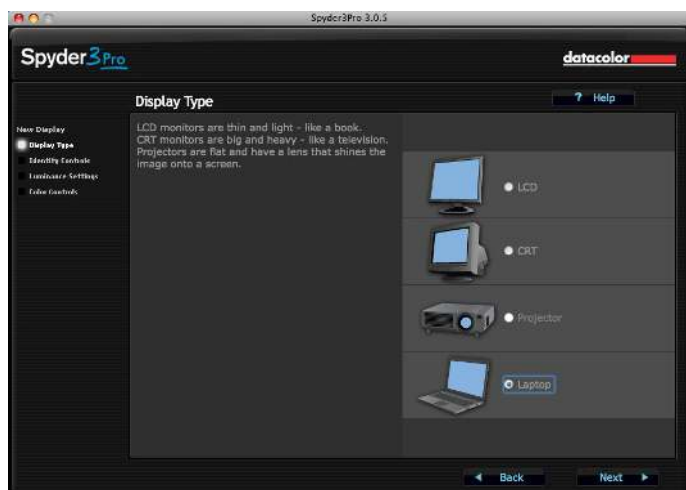 Spyder3Pro 3.0.5
Spyder3Pro
datacolor
Display Type
? Help
New Display
Display Type
Identify Controls
Luminance Settings
Color Controls
LCD monitors are thin and light - like a book.
CRT monitors are big and heavy - like a television.
Projectors are flat and have a lens that shines the
image onto a screen.
LCD
CRT
Projector
Laptop
Back
Next